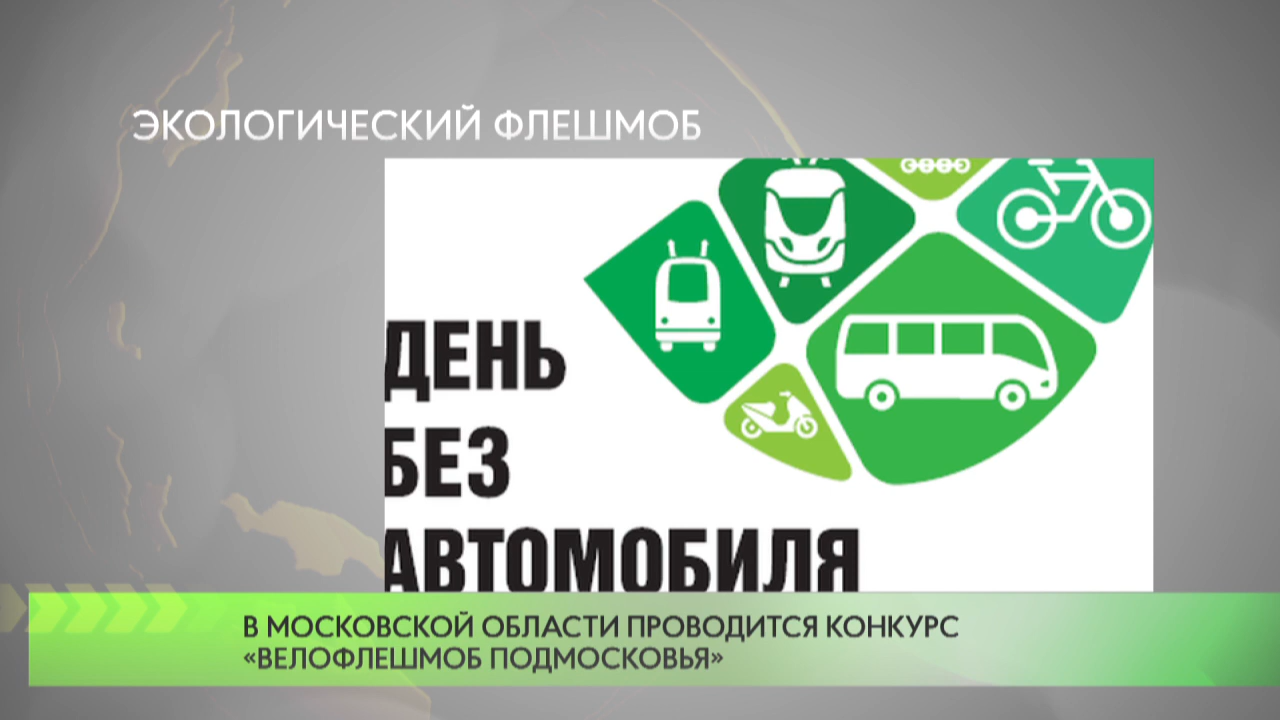 ЭКОЛОГИЧЕСКИЙ ФЛЕШМОБ
ДЕНЬ
БЕЗ
АВТОМОБИЛЯ
В МОСКОВСКОЙ ОБЛАСТИ ПРОВОДИТСЯ КОНКУРС
«ВЕЛОФЛЕШМОБ ПОДМОСКОВЬЯ»